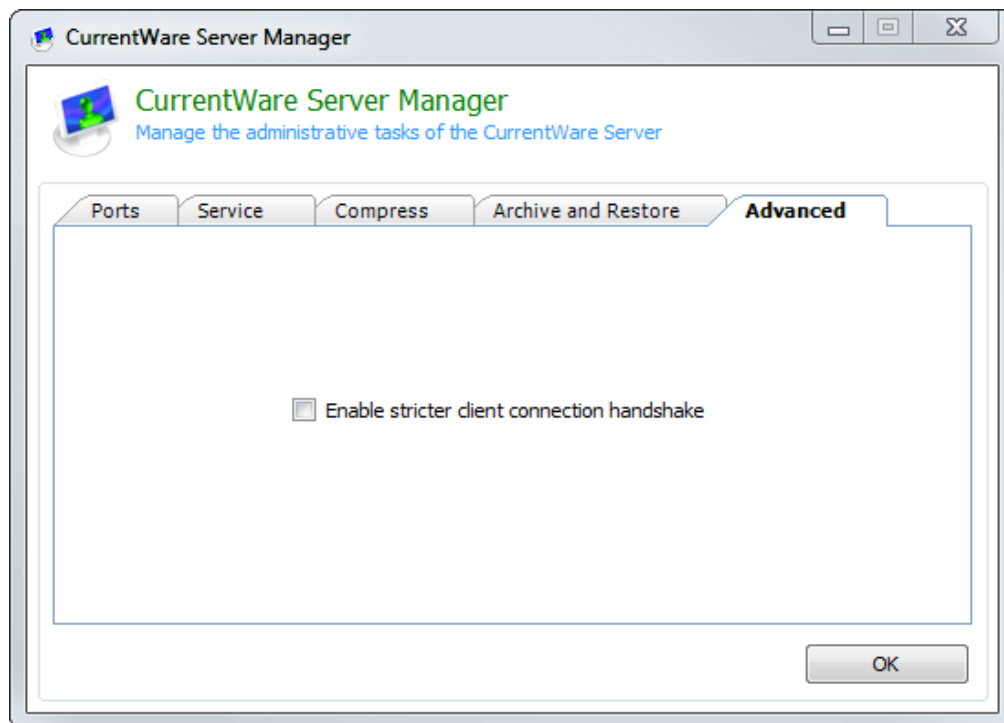 CurrentWare Server Manager
CurrentWare Server Manager
Manage the administrative tasks of the CurrentWare Server
Ports Service Compress Archive and Restore Advanced
Enable stricter client connection handshake
OK